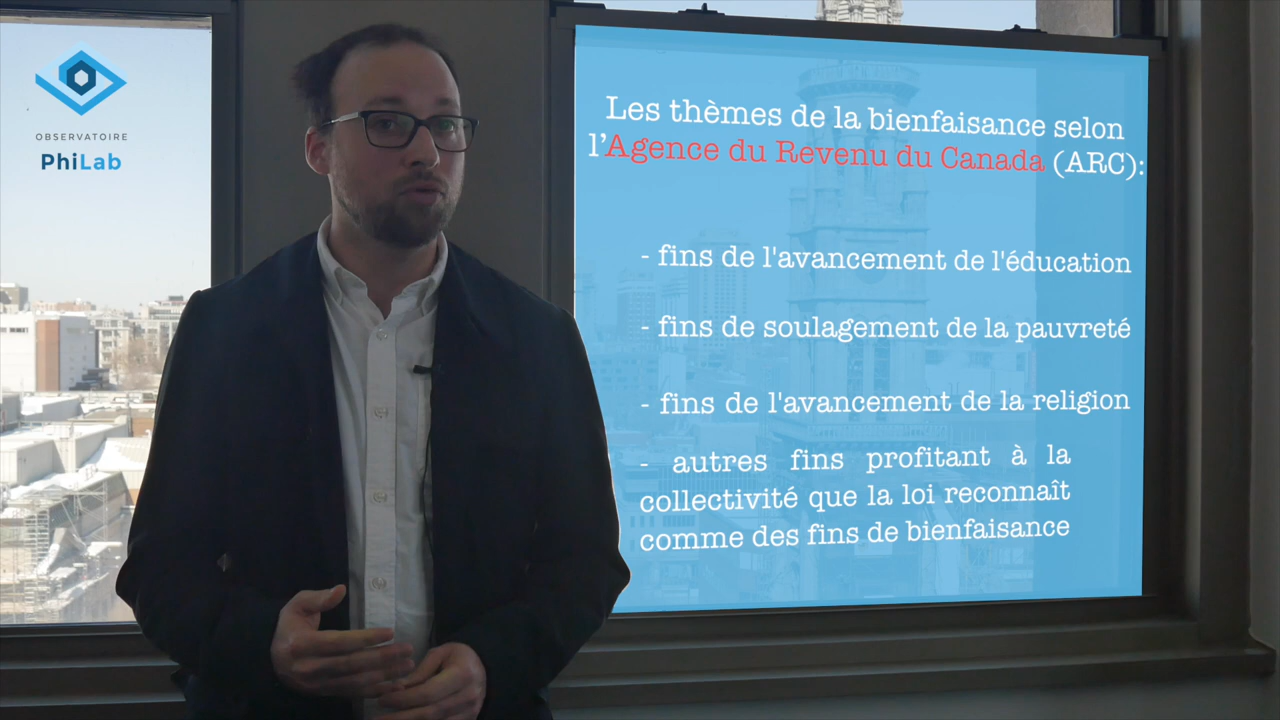 OBSERVATOIRE
PhiLab
Les thèmes de la bienfaisance selon
l'Agence du Revenu du Canada (ARC):
- fins de l'avancement de l'éducation
- fins de soulagement de la pauvreté
- fins de l'avancement de la religion
- autres fins profitant à la
collectivité que la loi reconnaît
comme des fins de bienfaisance